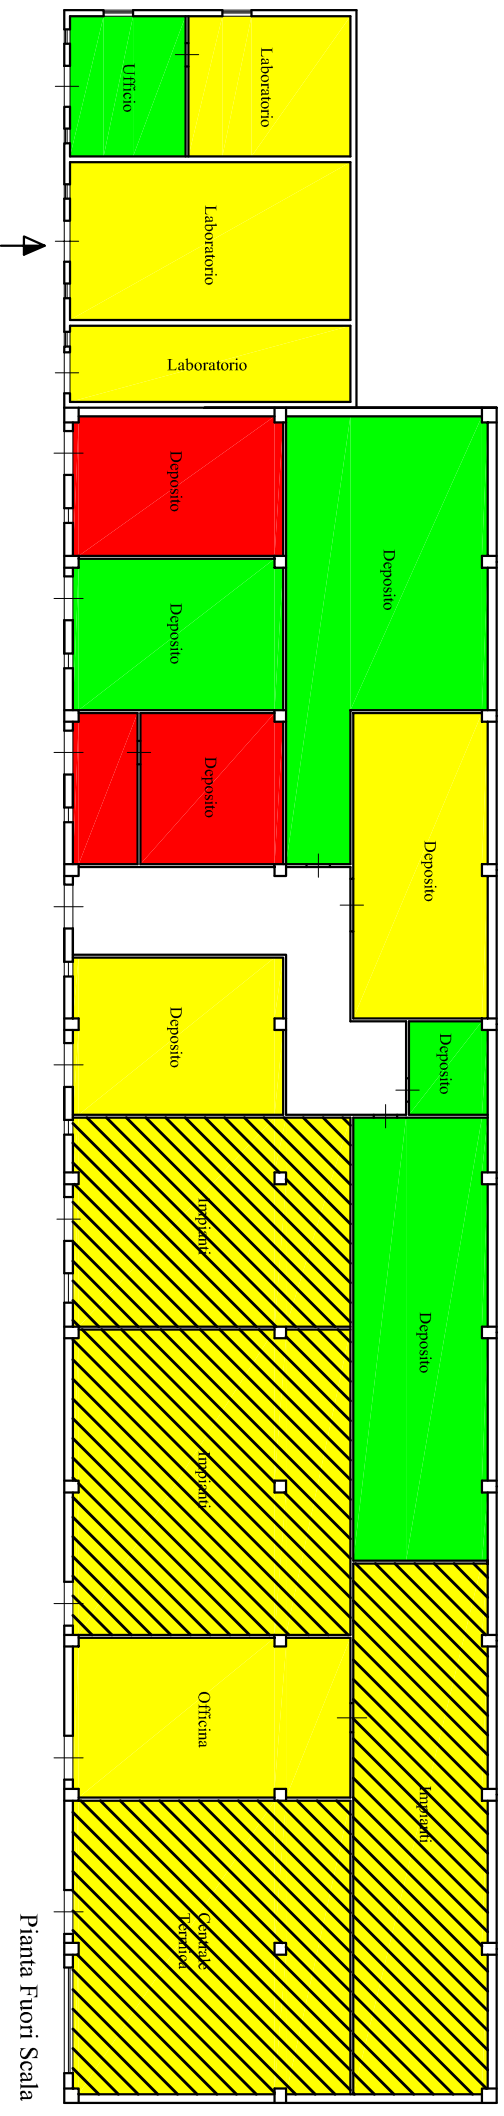 Ufficio
Laboratorio
Laboratorio
Laboratorio
Deposito
Deposito
Deposito
Deposito
Deposito
Deposito
Deposito
Impianti
Deposito
Impianti
Officina
Impianti
Centrale
Termica
Pianta Fuori Scala